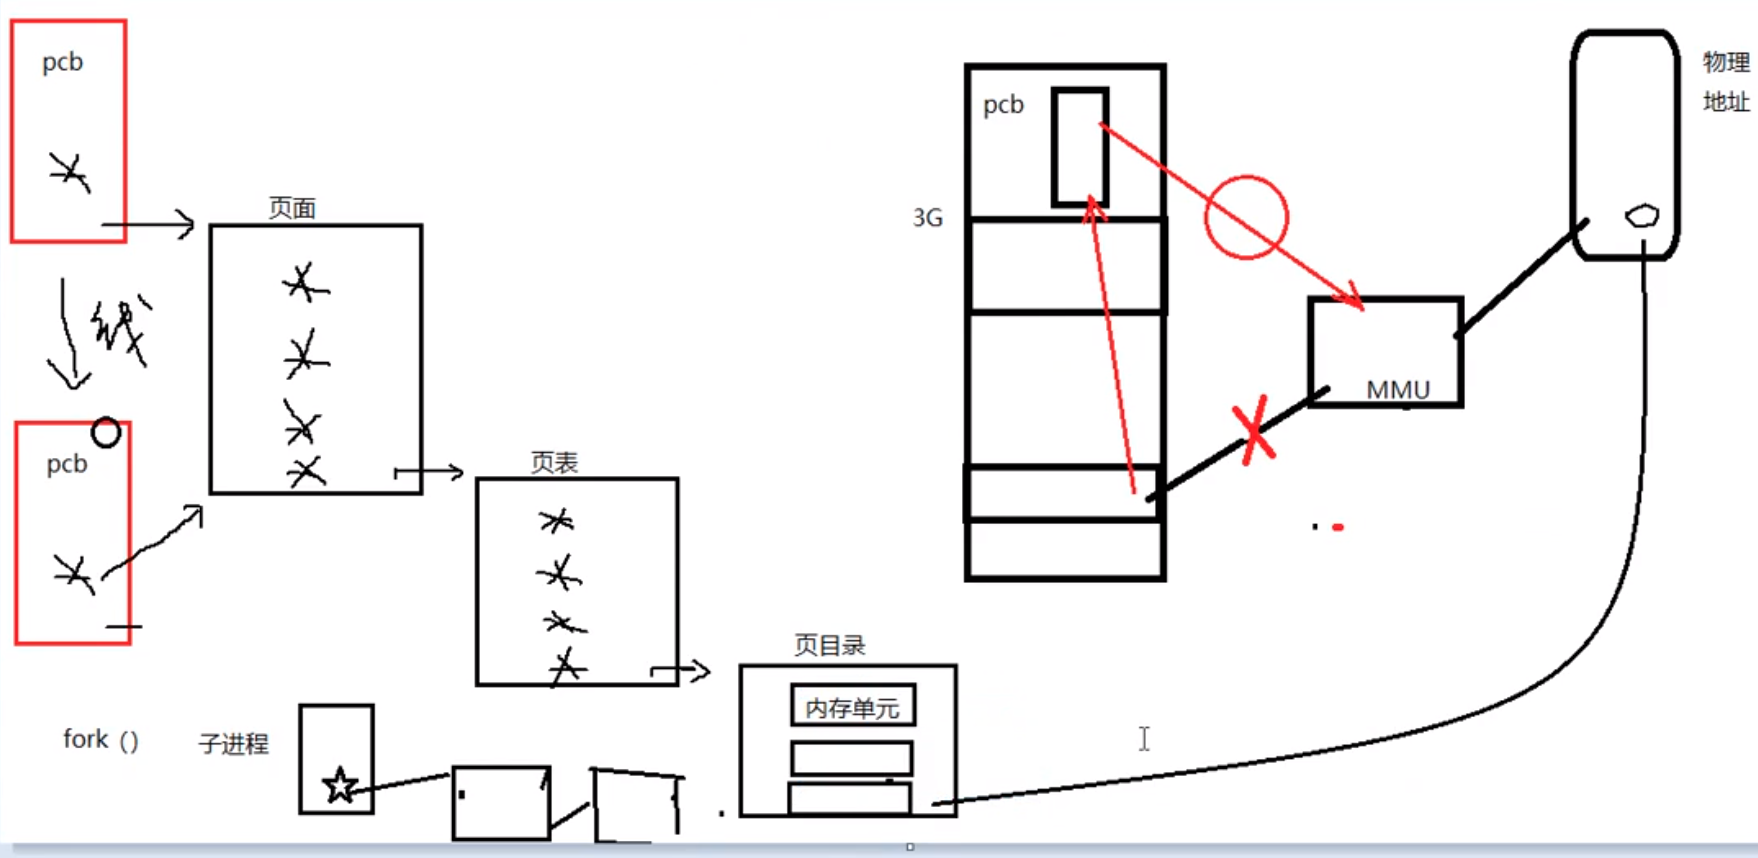 pcb
页面
线
pcb
页表
页目录
内存单元
fork ()
子进程
pcb
3G
MMU
物理
地址